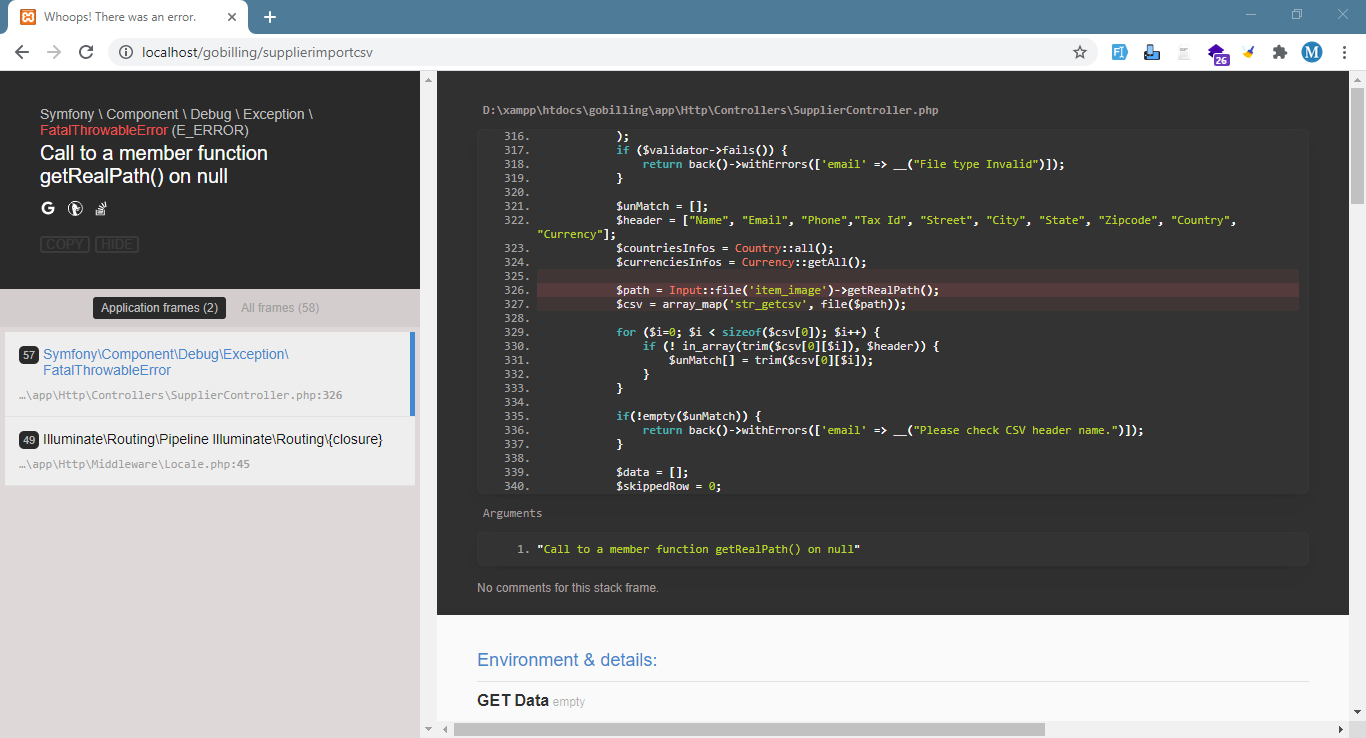 Whoops! There was an error.
localhost/gobilling/supplierimportcsv
26
M
Symfony \ Component \ Debug \ Exception \
FatalThrowableError (E_ERROR)
Call to a member function
getRealPath() on null
COPY HIDE
Application frames (2) All frames (58)
57 Symfony\Component\Debug\Exception\
FatalThrowableError
…\app\Http\Controllers\SupplierController.php:326
49 Illuminate\Routing\Pipeline Illuminate\Routing\{closure}
…\app\Http\Middleware\Locale.php:45
D:\xampp\htdocs\gobilling\app\Http\Controllers\SupplierController.php
316. );
317. if ($validator->fails()) {
318. return back()->withErrors(['email' => __("File type Invalid")]);
319. }
320.
321. $unMatch = [];
322. $header = ["Name", "Email", "Phone","Tax Id", "Street", "City", "State", "Zipcode", "Country",
"Currency"];
323. $countriesInfos = Country::all();
324. $currenciesInfos = Currency::getAll();
325.
326. $path = Input::file('item_image')->getRealPath();
327. $csv = array_map('str_getcsv', file($path));
328.
329. for ($i=0; $i < sizeof($csv[0]); $i++) {
330. if (! in_array(trim($csv[0][$i]), $header)) {
331. $unMatch[] = trim($csv[0][$i]);
332. }
333. }
334.
335. if(!empty($unMatch)) {
336. return back()->withErrors(['email' => __("Please check CSV header name.")]);
337. }
338.
339. $data = [];
340. $skippedRow = 0;
Arguments
1. "Call to a member function getRealPath() on null"
No comments for this stack frame.
Environment & details:
GET Data empty